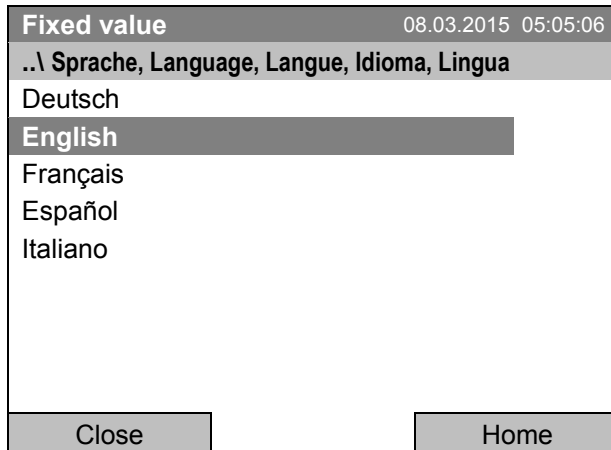 Fixed value 08.03.2015 05:05:06
..\ Sprache, Language, Langue, Idioma, Lingua
Deutsch
English
Français
Español
Italiano
Close Home